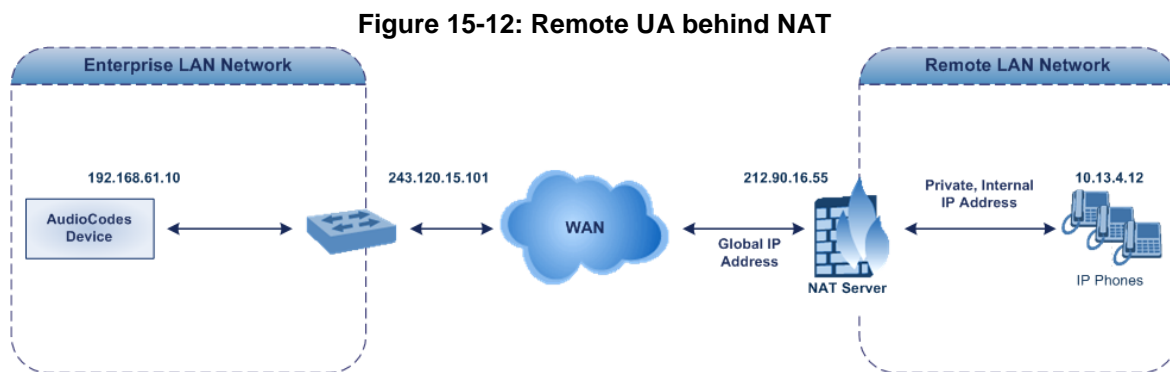 Figure 15-12: Remote UA behind NAT
Enterprise LAN Network
Remote LAN Network
192.168.61.10
243.120.15.101
212.90.16.55
10.13.4.12
AudioCodes
Device
WAN
Global IP
Address
NAT Server
Private, Internal
IP Address
IP Phones